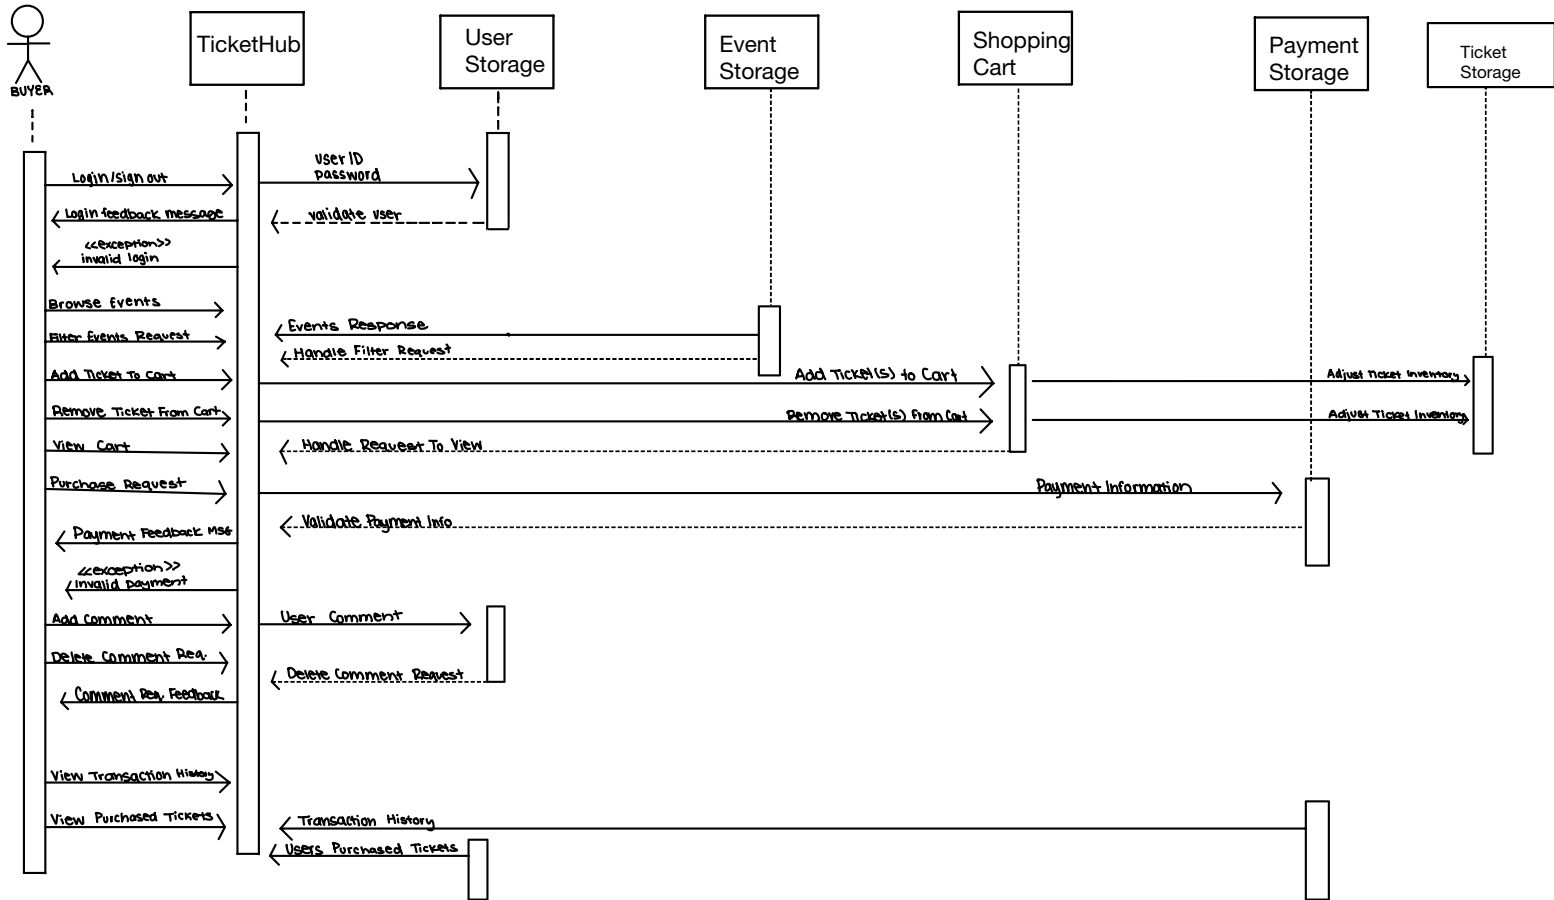 BUYER
TicketHub
User
Storage
Event
Storage
Shopping
Cart
Payment
Storage
Ticket
Storage
Login/sign out
User ID
password
Login feedback message
validate user
<<exception>>
invalid login
Browse Events
Filter Events Request
Events Response
Handle Filter Request
Add Ticket To Cart
Add Ticket(s) to Cart
Adjust Ticket Inventory
Remove Ticket From Cart
Remove Ticket(s) From Cart
Adjust Ticket Inventory
View Cart
Handle Request To View
Purchase Request
Payment Information
Validate Payment Info
Payment Feedback MSG
<<exception>>
Invalid payment
Add Comment
User Comment
Delete Comment Req.
Delete Comment Request
Comment Req. Feedback
View Transaction History
View Purchased Tickets
Transaction History
Users Purchased Tickets